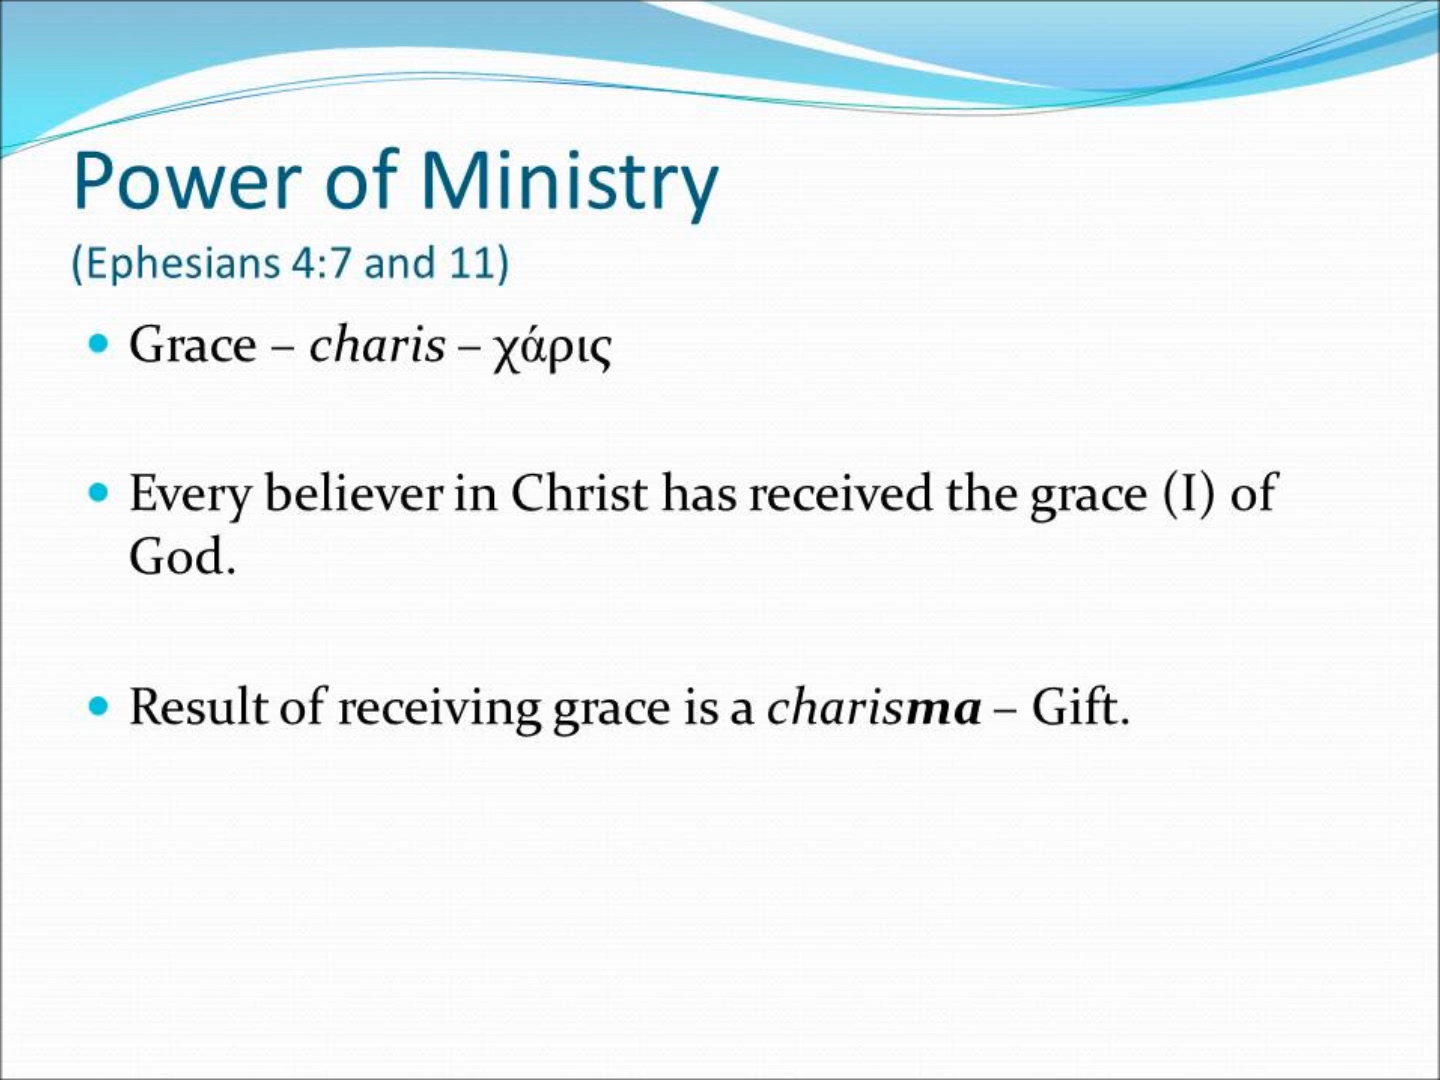 Power of Ministry
(Ephesians 4:7 and 11)
• Grace – charis – χάρις
• Every believer in Christ has received the grace (I) of
God.
• Result of receiving grace is a charisma – Gift.